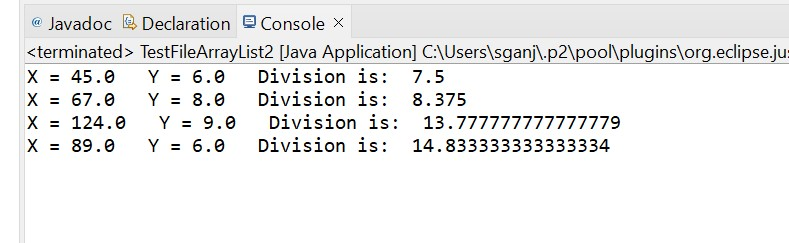 @ Javadoc Declaration Console ×
<terminated> TestFileArrayList2 [Java Application] C:\Users\sganj\.p2\pool\plugins\org.eclipse.jus
X = 45.0   Y = 6.0   Division is:  7.5
X = 67.0   Y = 8.0   Division is:  8.375
X = 124.0   Y = 9.0   Division is:  13.777777777777779
X = 89.0   Y = 6.0   Division is:  14.833333333333334